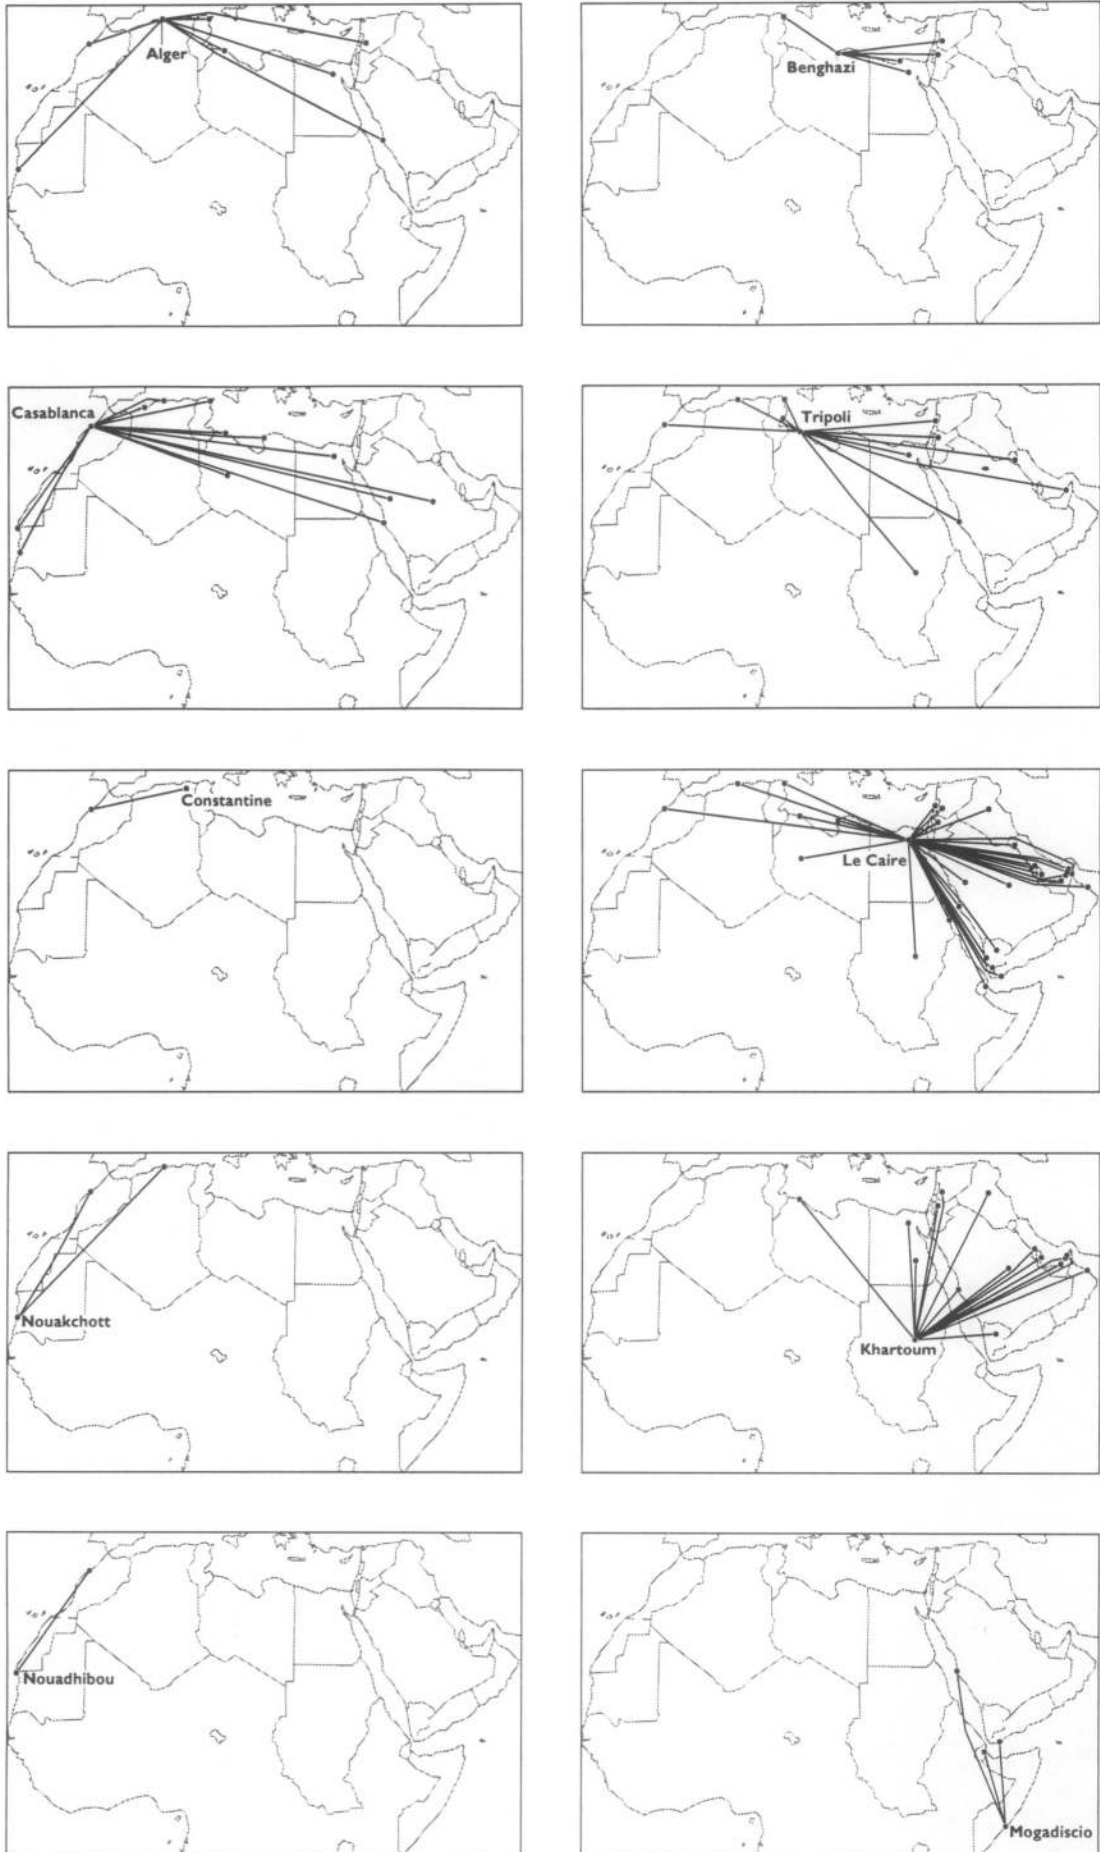 Alger
Benghazi
Casablanca
Tripoli
Constantine
Le Caire
Nouakchott
Khartoum
Nouadhibou
Mogadiscio